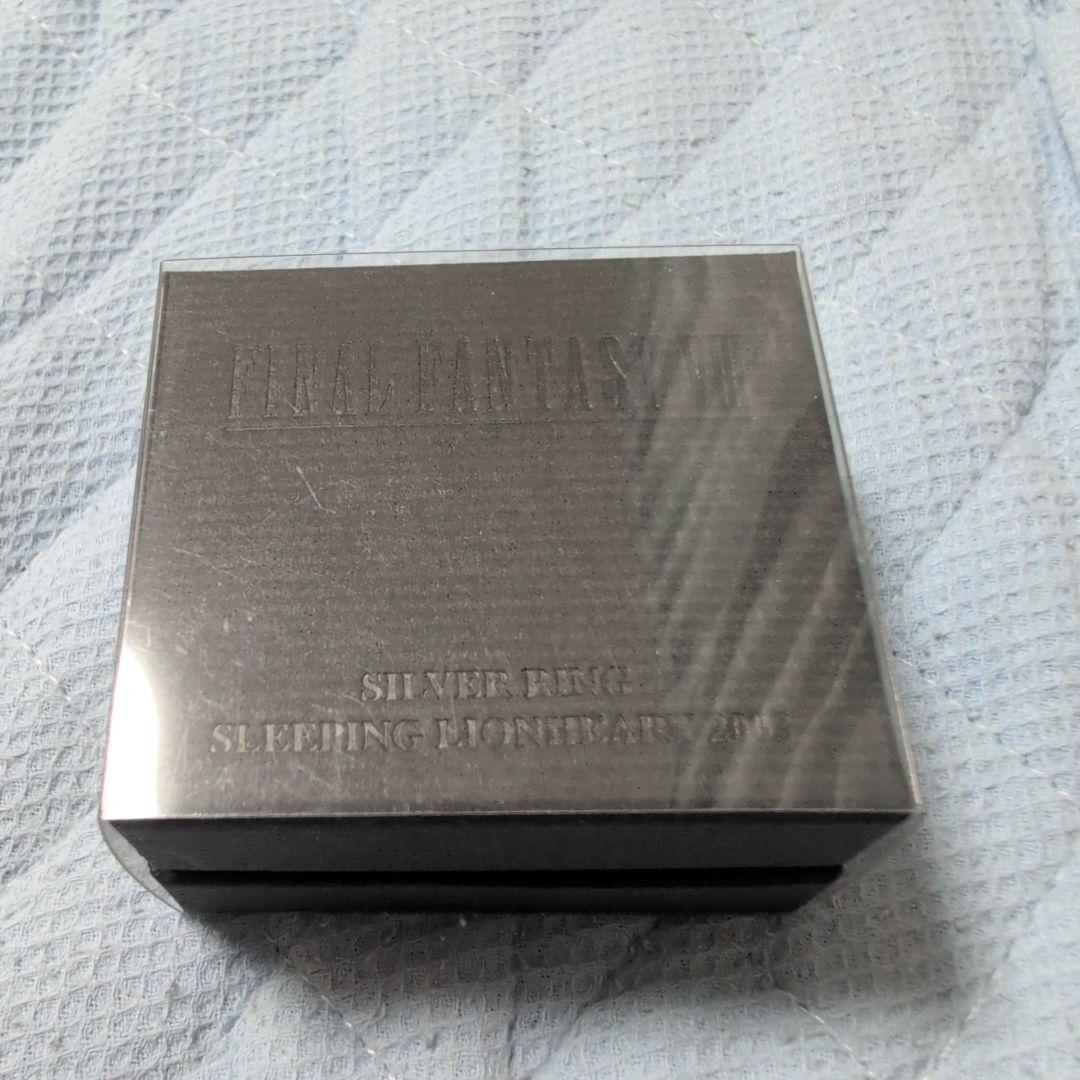 FINAL FANTASY VIII
SILVER RING
SLEEPING LIONHEART